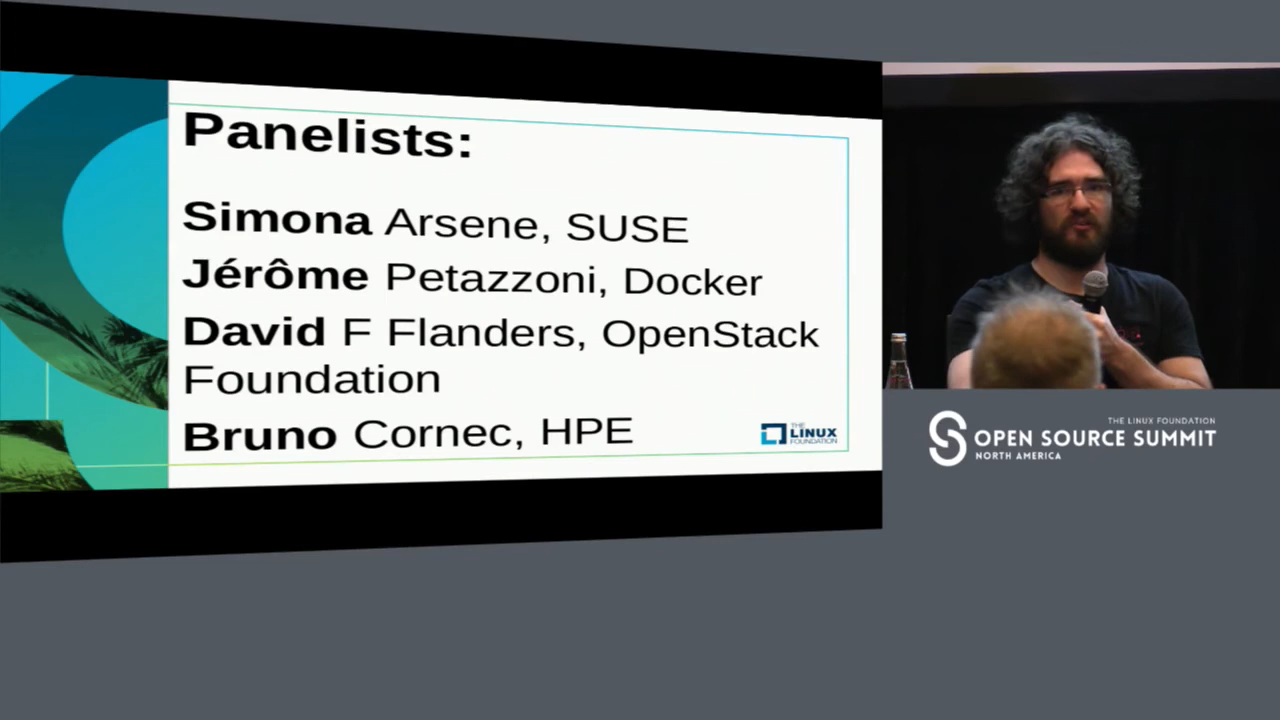 Panelists:
Simona Arsene, SUSE
Jérôme Petazzoni, Docker
David F Flanders, OpenStack
Foundation
Bruno Cornec, HPE
THE
LINUX
FOUNDATION
THE LINUX FOUNDATION
OPEN SOURCE SUMMIT
NORTH AMERICA